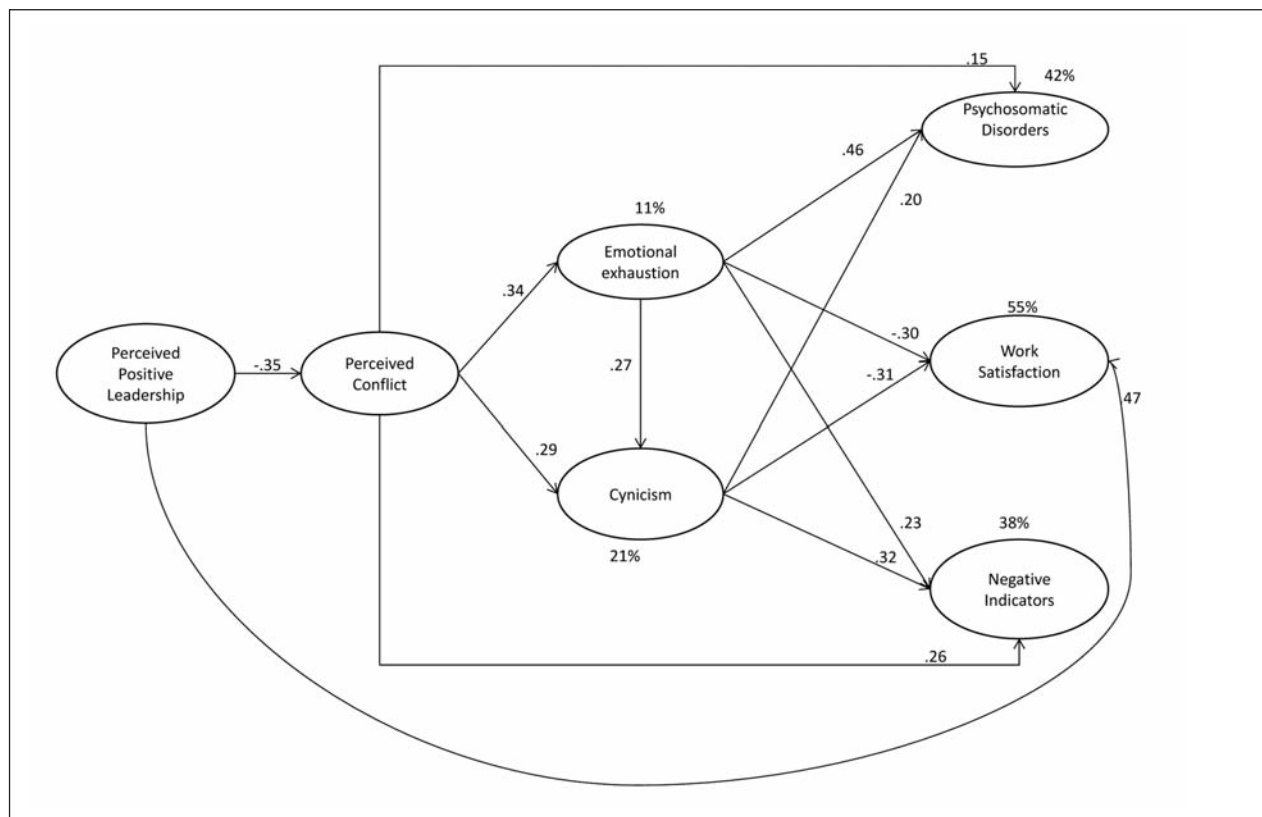 .15
42%
Psychosomatic
Disorders
.46
.20
11%
Emotional
exhaustion
.34
-.30
55%
Work
Satisfaction
Perceived
Positive
Leadership
-.35
Perceived
Conflict
.27
-.31
47
.29
Cynicism
21%
.23
38%
.32
Negative
Indicators
.26